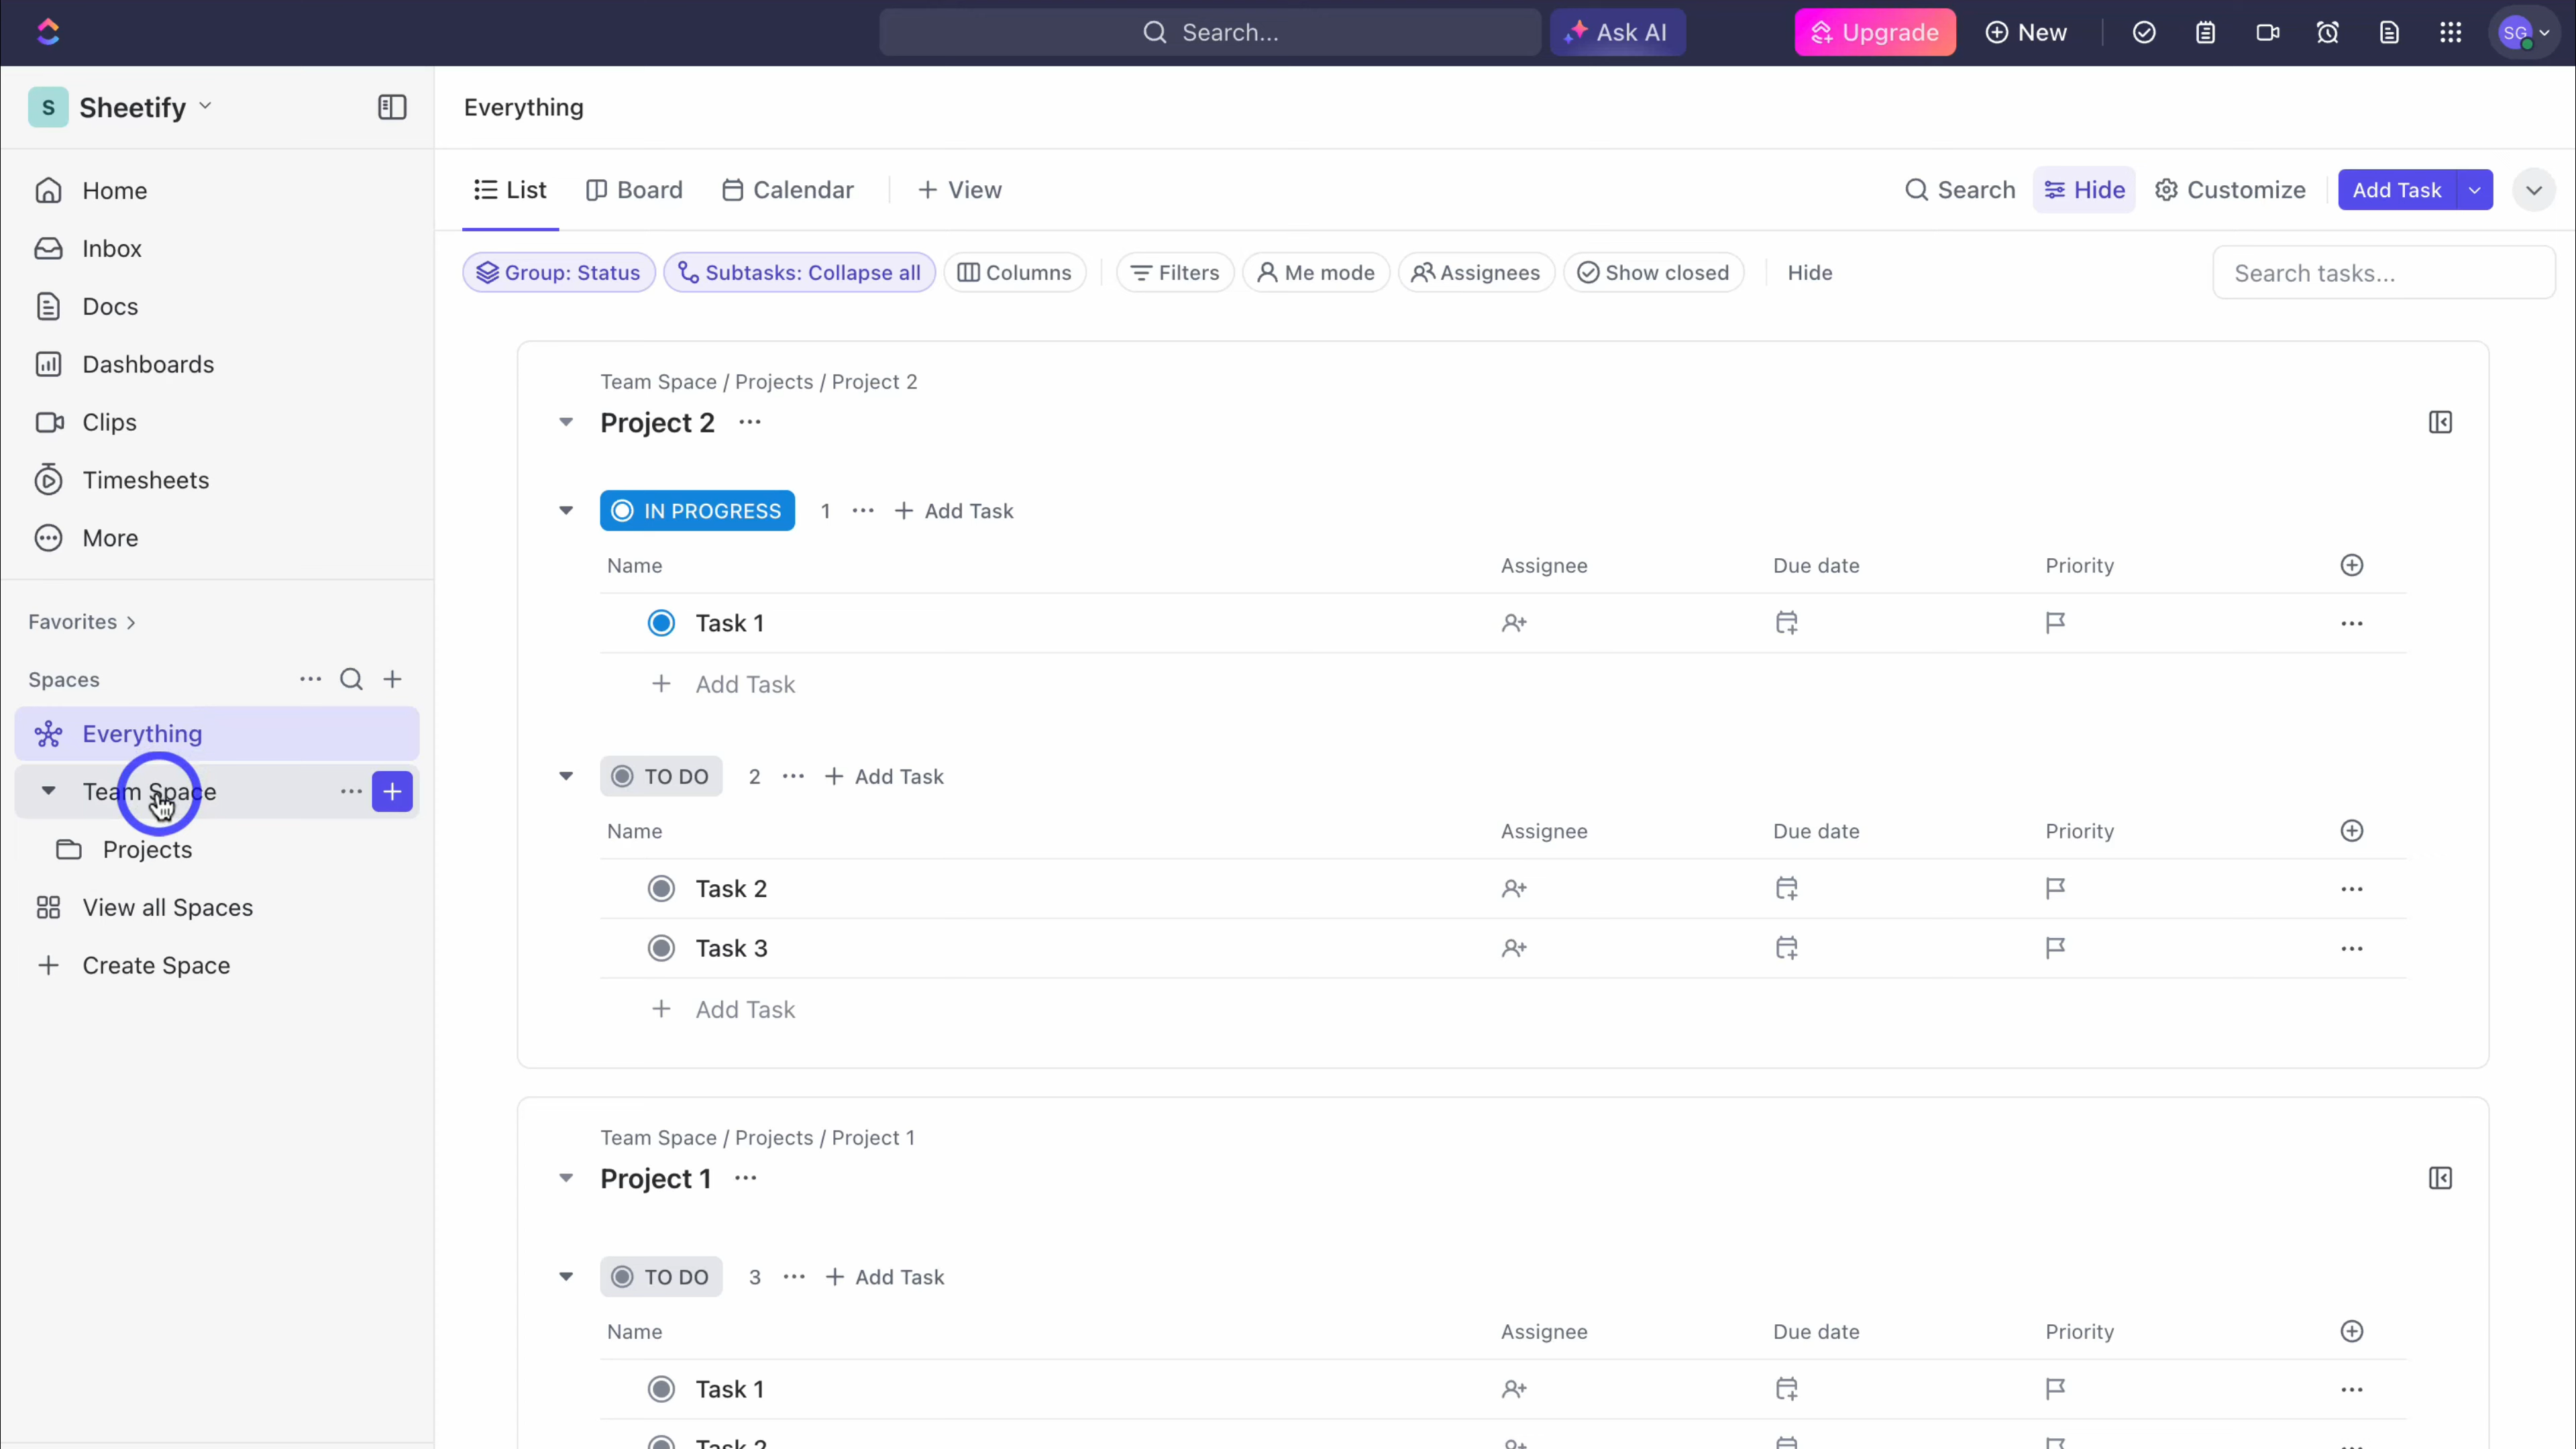 Search...
Ask AI
Upgrade
New
SG
S Sheetify
Everything
Home
Inbox
Docs
Dashboards
Clips
Timesheets
More
Favorites
Spaces
Everything
Team Space
Projects
View all Spaces
Create Space
List
Board
Calendar
View
Search
Hide
Customize
Add Task
Group: Status
Subtasks: Collapse all
Columns
Filters
Me mode
Assignees
Show closed
Hide
Search tasks...
Team Space / Projects / Project 2
Project 2
IN PROGRESS 1 Add Task
Name Assignee Due date Priority
Task 1
Add Task
TO DO 2 Add Task
Name Assignee Due date Priority
Task 2
Task 3
Add Task
Team Space / Projects / Project 1
Project 1
TO DO 3 Add Task
Name Assignee Due date Priority
Task 1
Task 2